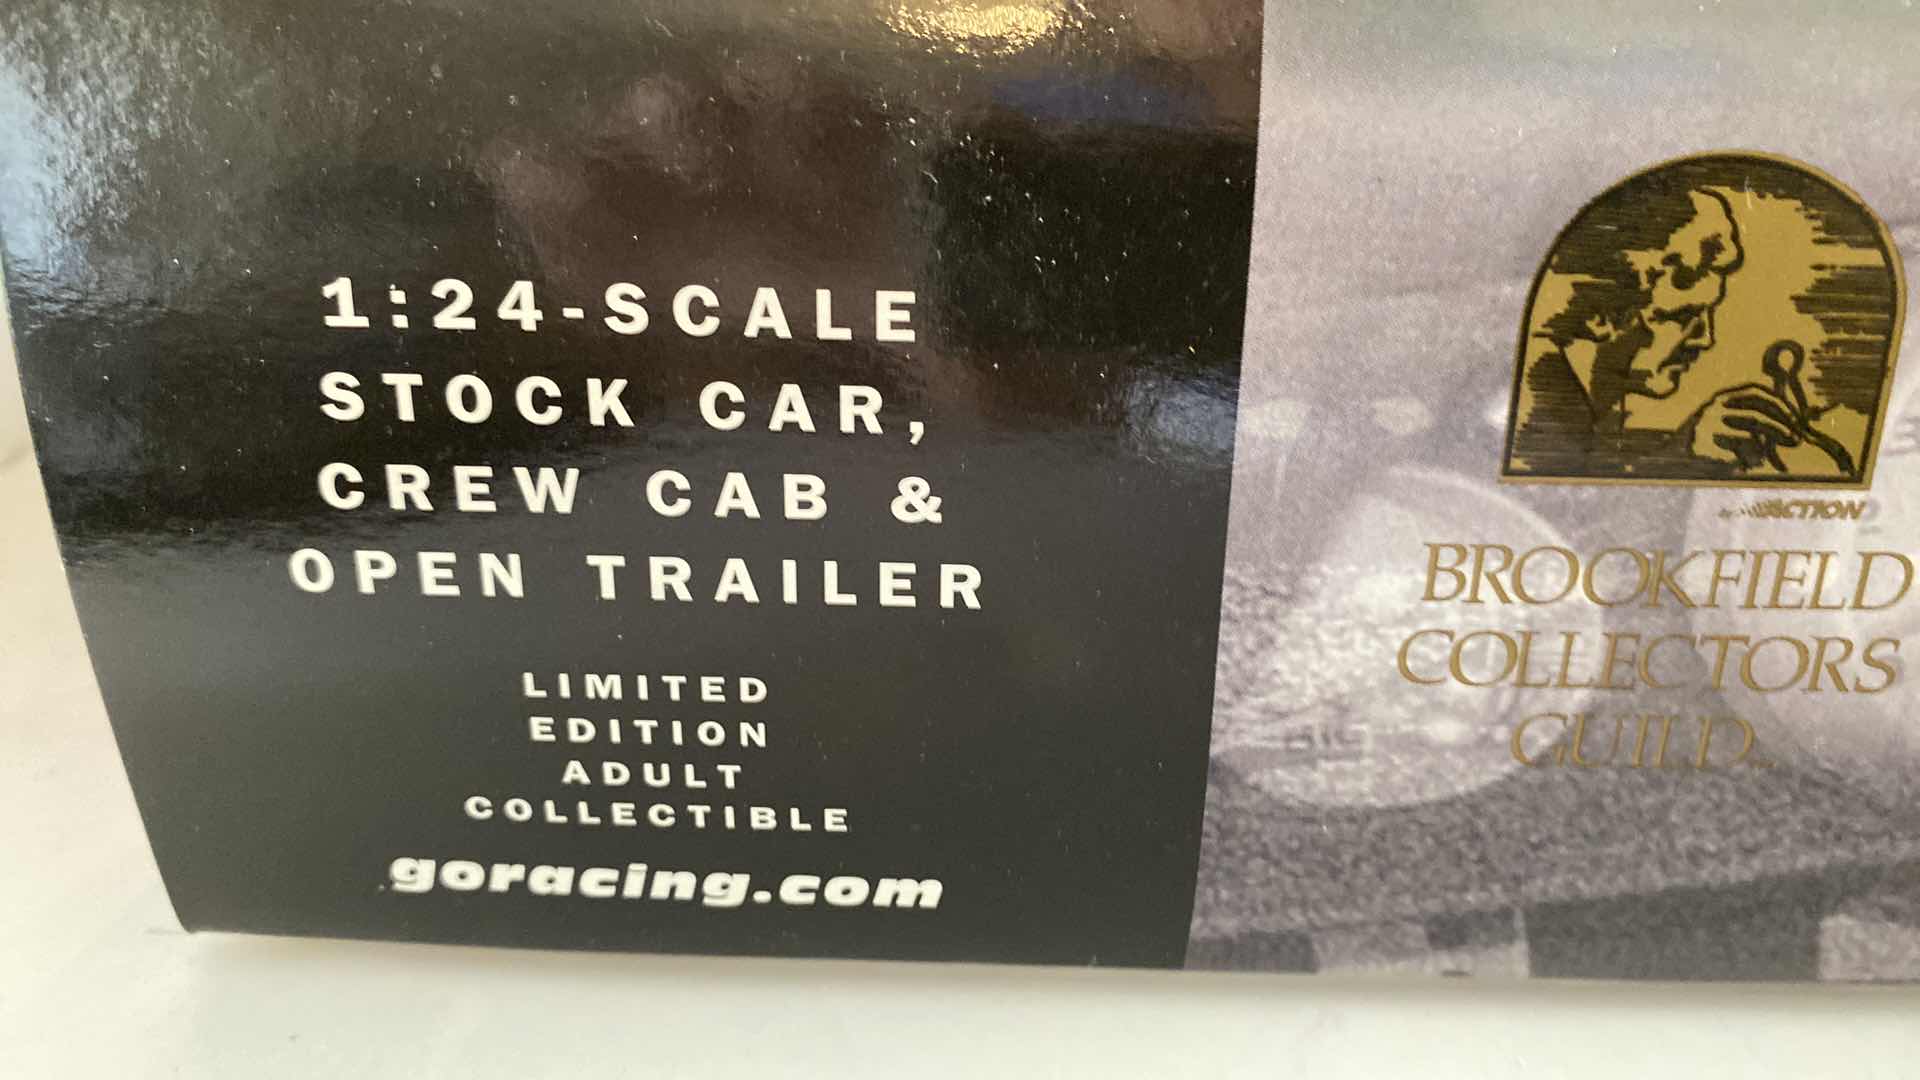 1:24-SCALE
STOCK CAR,
CREW CAB &
OPEN TRAILER
LIMITED
EDITION
ADULT
COLLECTIBLE
goracing.com
ACTION
BROOKFIELD
COLLECTORS
GUILD